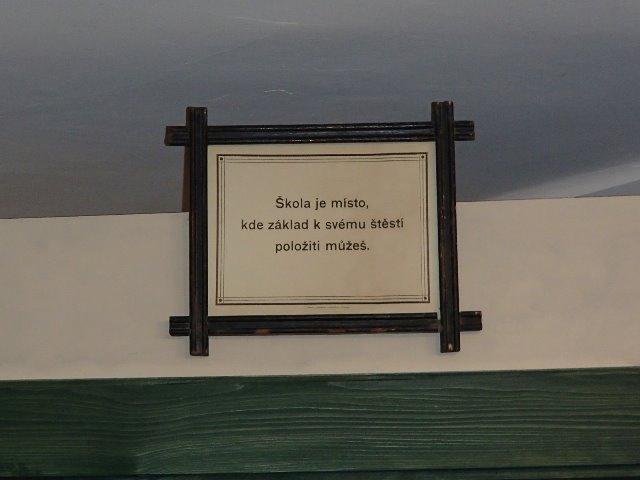 Škola je místo,
kde základ k svému štěstí
položiti můžeš.